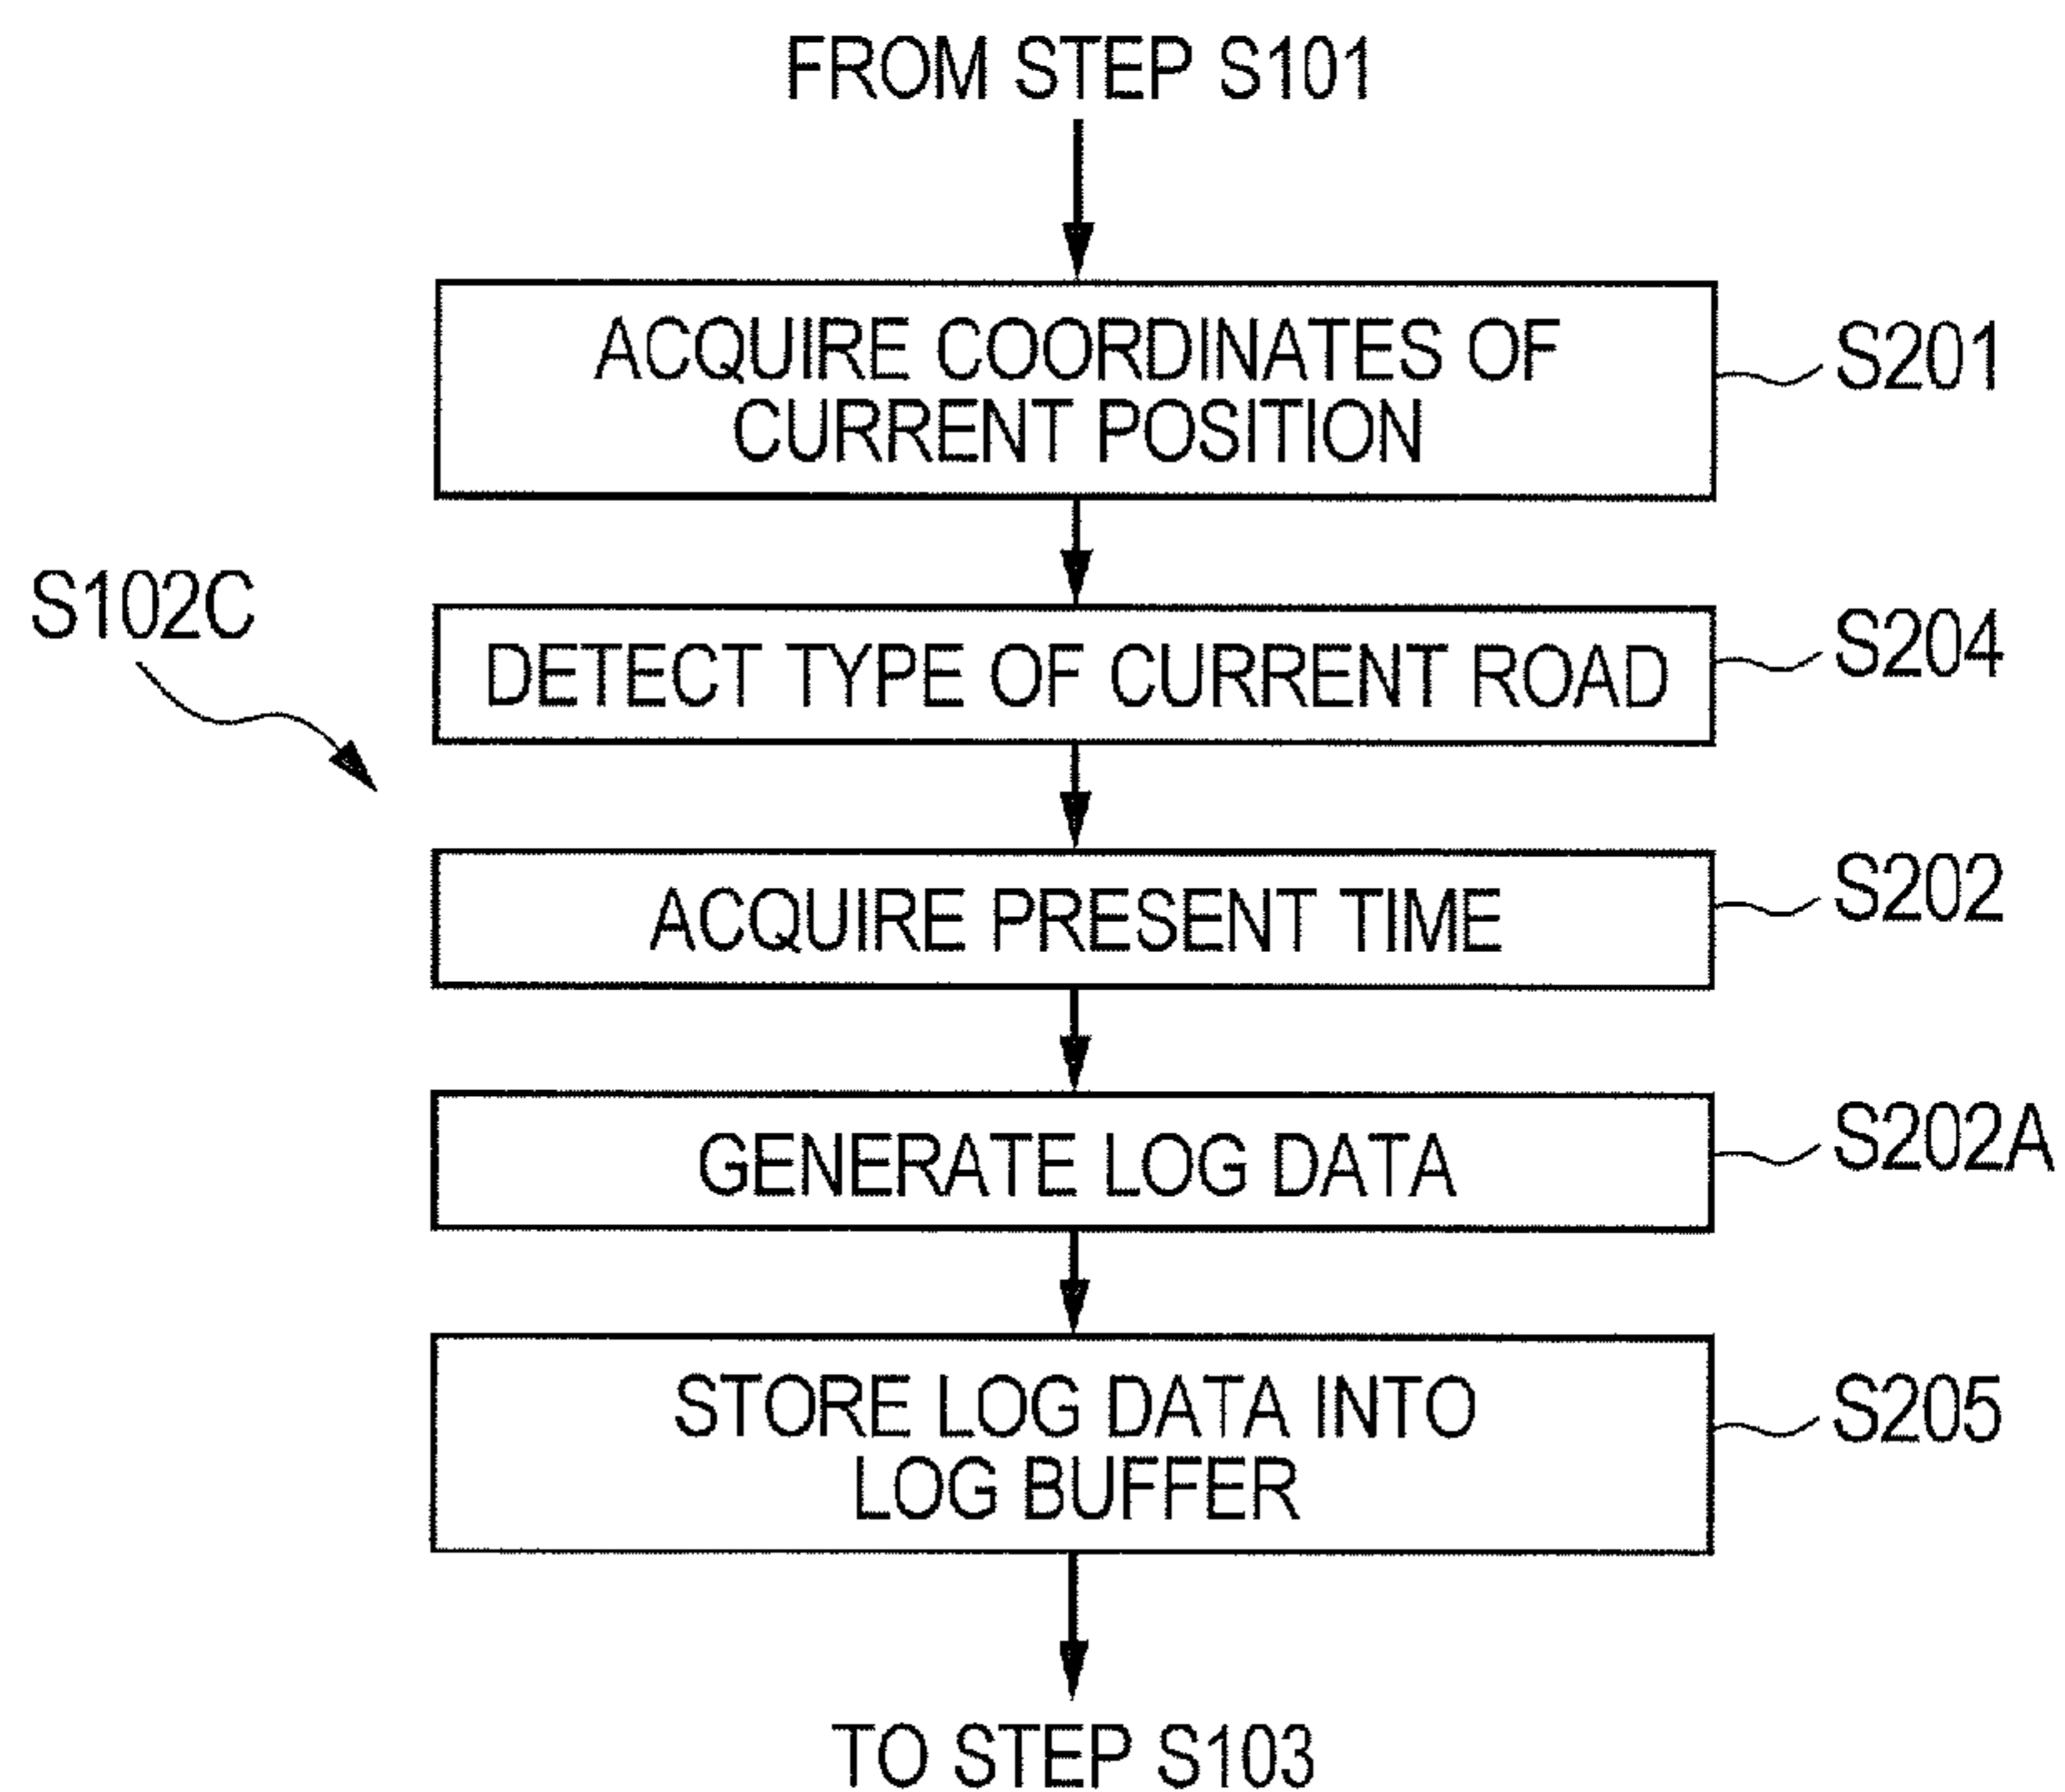 FROM STEP S101
ACQUIRE COORDINATES OF
CURRENT POSITION
S201
S102C
DETECT TYPE OF CURRENT ROAD
S204
ACQUIRE PRESENT TIME
S202
GENERATE LOG DATA
S202A
STORE LOG DATA INTO
LOG BUFFER
S205
TO STEP S103